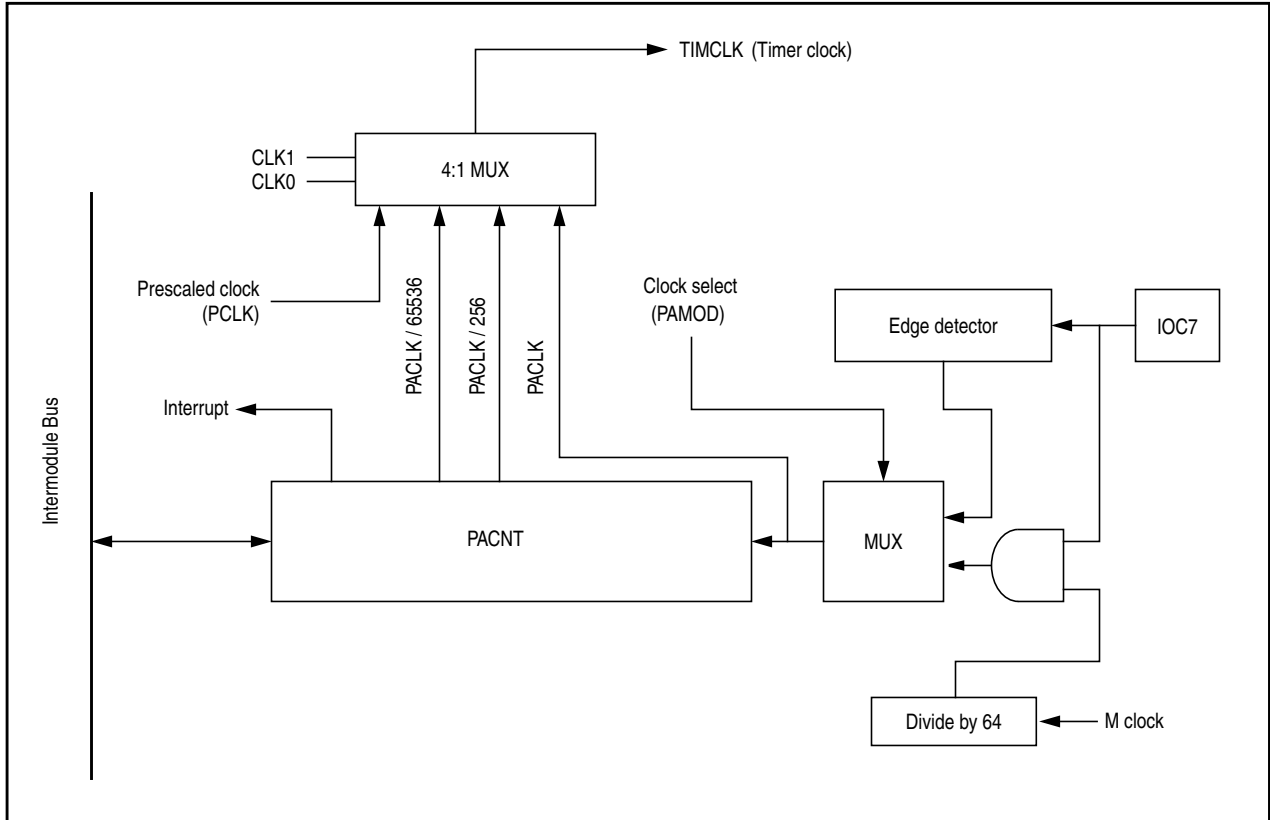 TIMCLK (Timer clock)
CLK1
CLK0
4:1 MUX
Prescaled clock
(PCLK)
PACLK / 65536
PACLK / 256
PACLK
Clock select
(PAMOD)
Edge detector
IOC7
Interrupt
Intermodule Bus
PACNT
MUX
Divide by 64
M clock